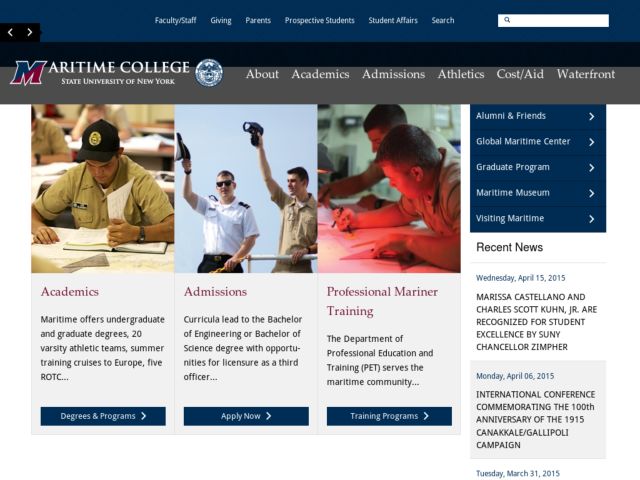 Faculty/Staff Giving Parents Prospective Students Student Affairs Search
MARITIME COLLEGE
STATE UNIVERSITY OF NEW YORK
About Academics Admissions Athletics Cost/Aid Waterfront
Alumni & Friends
Global Maritime Center
Graduate Program
Maritime Museum
Visiting Maritime
Academics
Maritime offers undergraduate
and graduate degrees, 20
varsity athletic teams, summer
training cruises to Europe, five
ROTC...
Degrees & Programs
Admissions
Curricula lead to the Bachelor
of Engineering or Bachelor of
Science degree with opportu-
nities for licensure as a third
officer...
Apply Now
Professional Mariner
Training
The Department of
Professional Education and
Training (PET) serves the
maritime community...
Training Programs
Recent News
Wednesday, April 15, 2015
MARISSA CASTELLANO AND
CHARLES SCOTT KUHN, JR. ARE
RECOGNIZED FOR STUDENT
EXCELLENCE BY SUNY
CHANCELLOR ZIMPHER
Monday, April 06, 2015
INTERNATIONAL CONFERENCE
COMMEMORATING THE 100th
ANNIVERSARY OF THE 1915
CANAKKALE/GALLIPOLI
CAMPAIGN
Tuesday, March 31, 2015